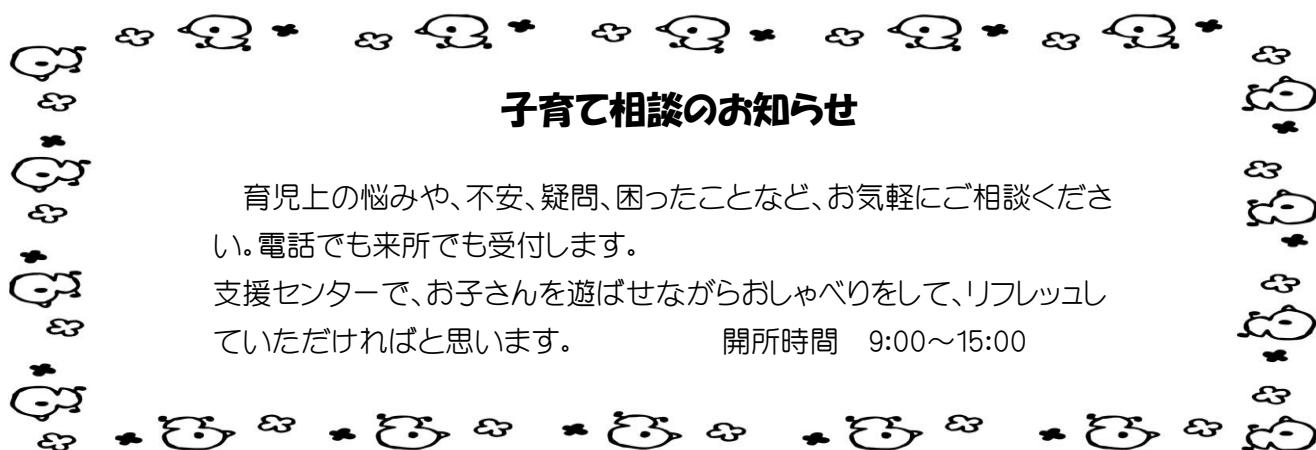 子育て相談のお知らせ
育児上の悩みや、不安、疑問、困ったことなど、お気軽にご相談くださ
い。電話でも来所でも受付します。
支援センターで、お子さんを遊ばせながらおしゃべりをして、リフレッシュし
ていただければと思います。　開所時間　9:00～15:00